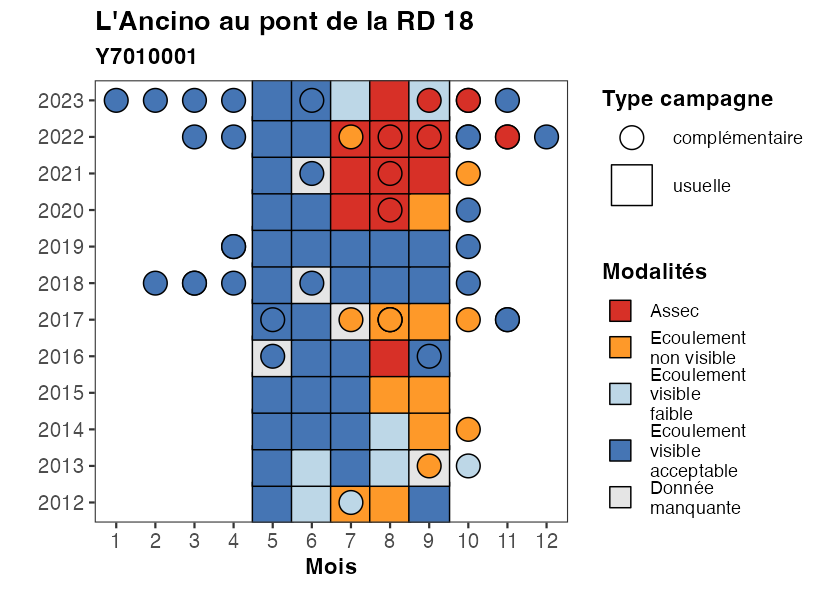 L'Ancino au pont de la RD 18
Y7010001
2023
2022
2021
2020
2019
2018
2017
2016
2015
2014
2013
2012
1 2 3 4 5 6 7 8 9 10 11 12
Mois
Type campagne
complémentaire
usuelle
Modalités
Assec
Ecoulement
non visible
Ecoulement
visible
faible
Ecoulement
visible
acceptable
Donnée
manquante